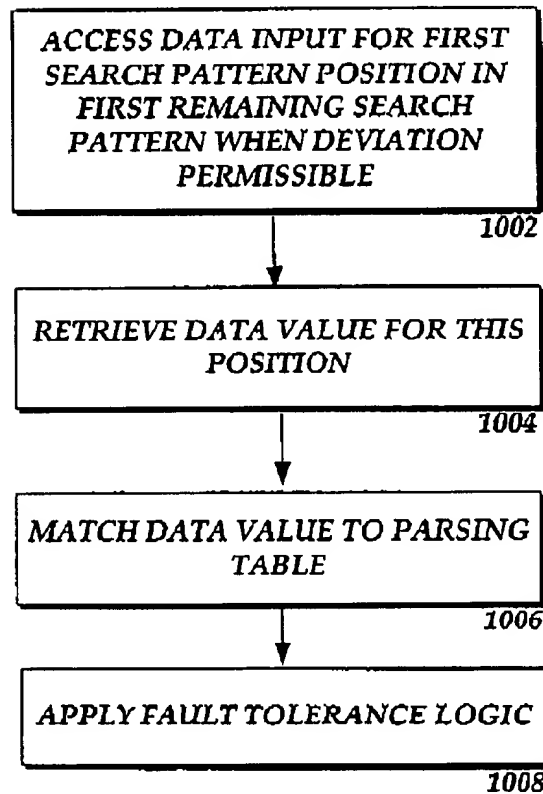 ACCESS DATA INPUT FOR FIRST
SEARCH PATTERN POSITION IN
FIRST REMAINING SEARCH
PATTERN WHEN DEVIATION
PERMISSIBLE
1002
RETRIEVE DATA VALUE FOR THIS
POSITION
1004
MATCH DATA VALUE TO PARSING
TABLE
1006
APPLY FAULT TOLERANCE LOGIC
1008